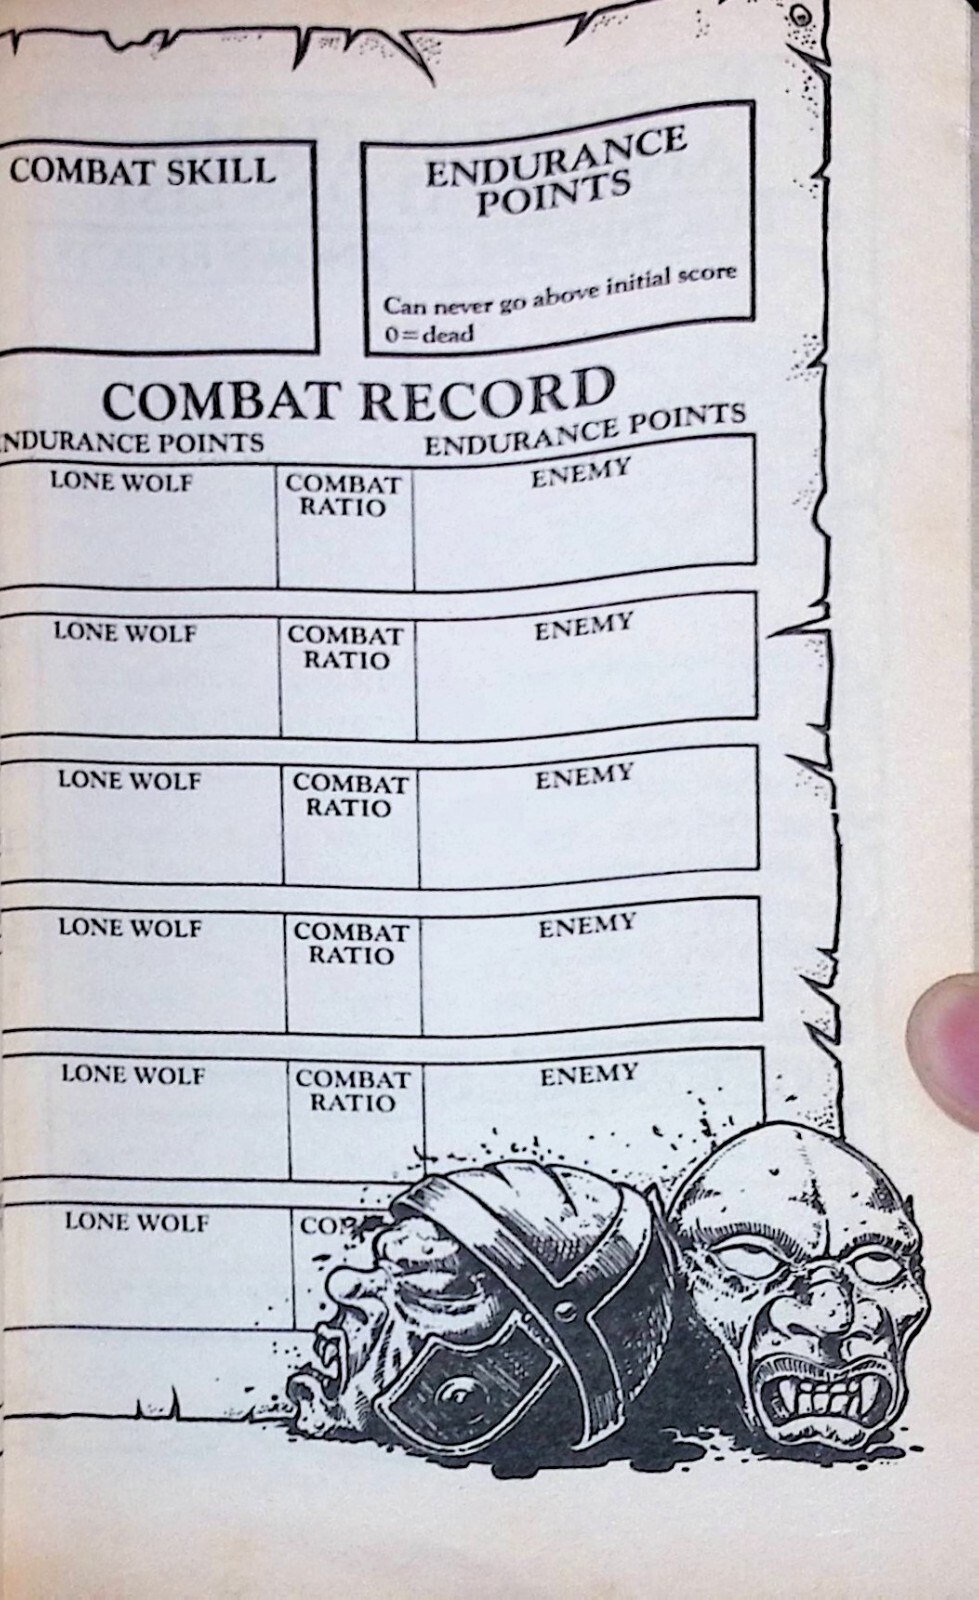 COMBAT SKILL
ENDURANCE
POINTS
Can never go above initial score
0=dead
COMBAT RECORD
NDURANCE POINTS
ENDURANCE POINTS
LONE WOLF
COMBAT
RATIO
ENEMY
LONE WOLF
COMBAT
RATIO
ENEMY
LONE WOLF
COMBAT
RATIO
ENEMY
LONE WOLF
COMBAT
RATIO
ENEMY
LONE WOLF
COMBAT
RATIO
ENEMY
LONE WOLF